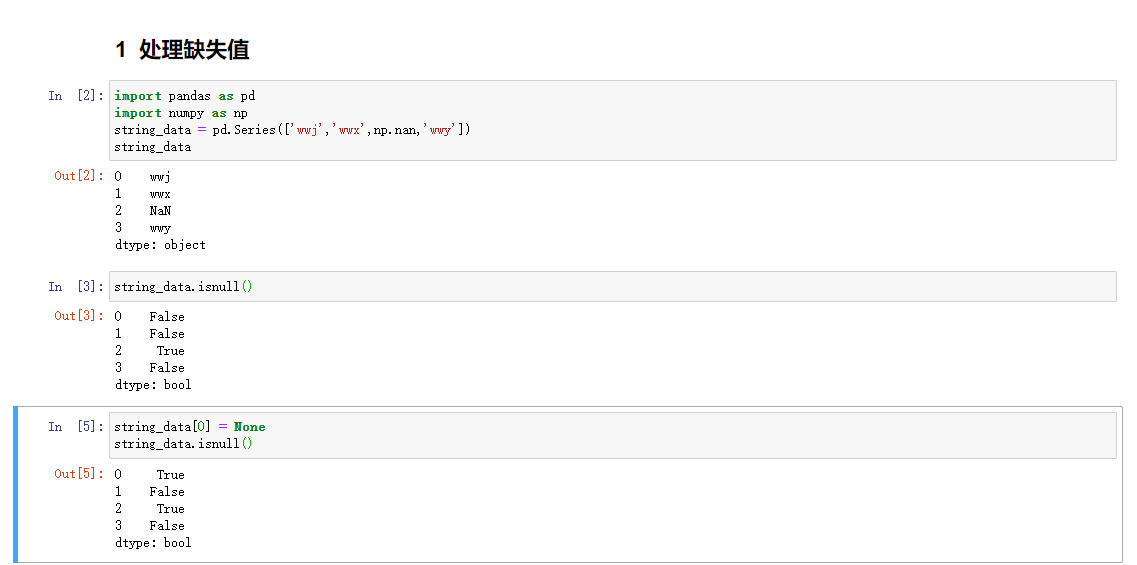 1 处理缺失值
In [2]: import pandas as pd
import numpy as np
string_data = pd.Series(['wwj','wwx',np.nan,'wwy'])
string_data
Out[2]: 0 wwj
1 wwx
2 NaN
3 wwy
dtype: object
In [3]: string_data.isnull()
Out[3]: 0 False
1 False
2 True
3 False
dtype: bool
In [5]: string_data[0] = None
string_data.isnull()
Out[5]: 0 True
1 False
2 True
3 False
dtype: bool